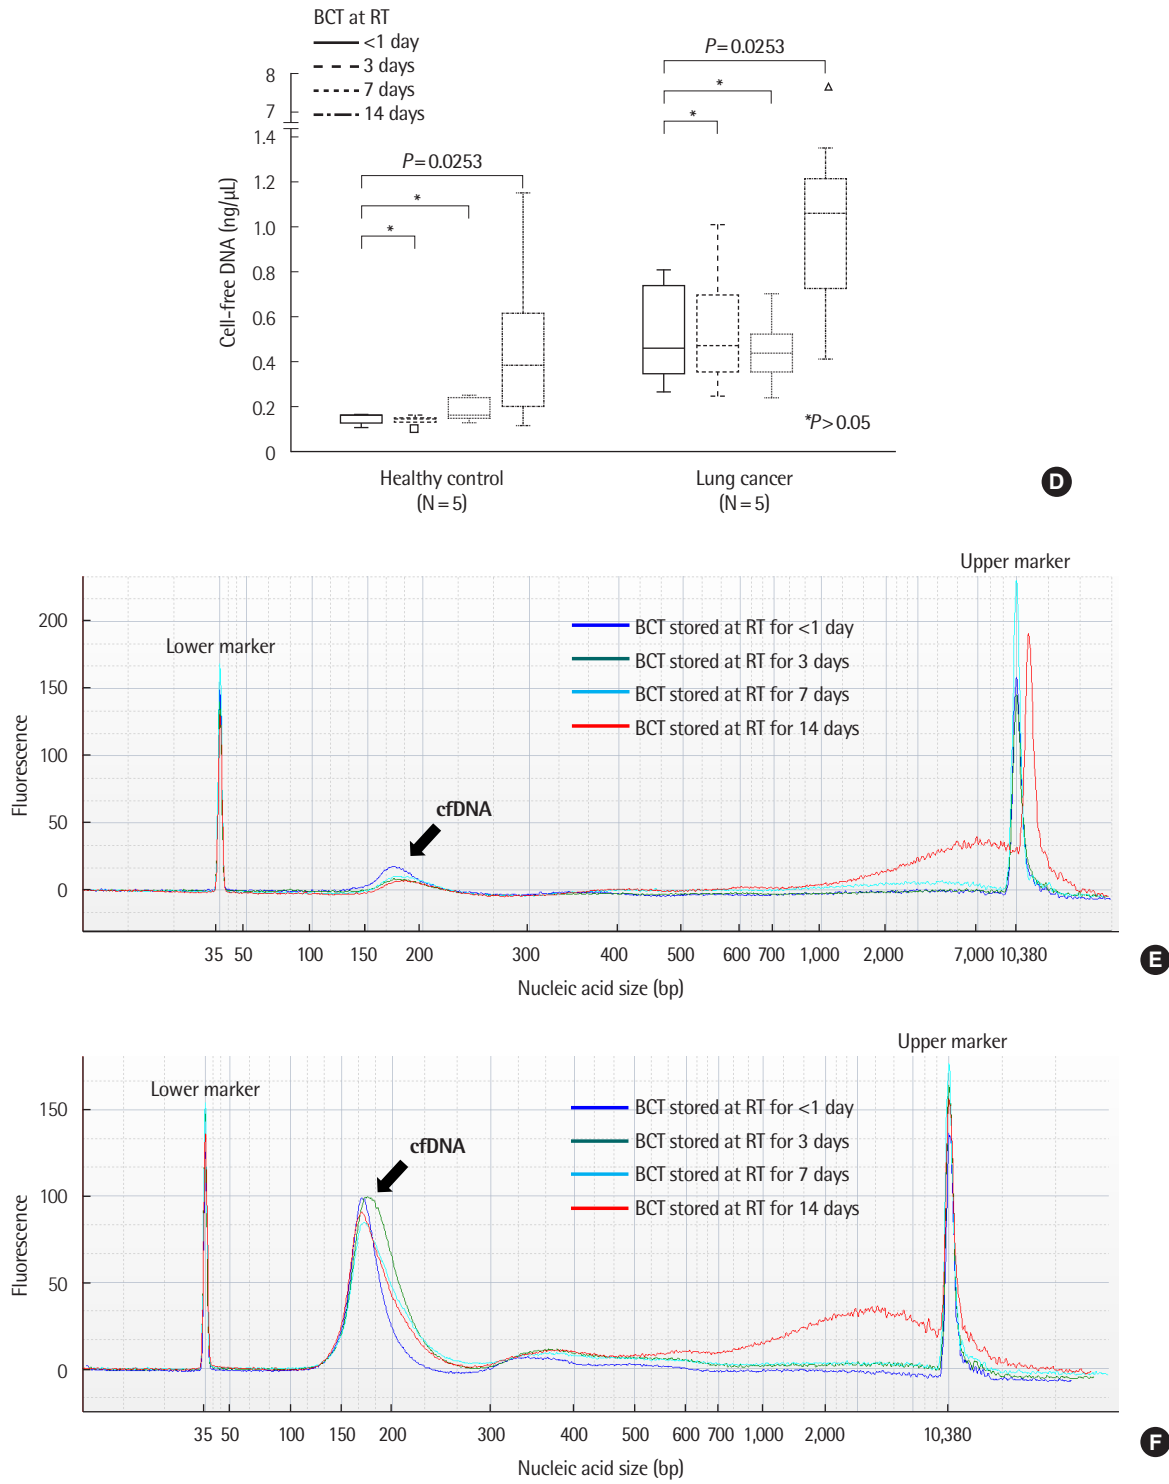 BCT at RT
<1 day
3 days
7 days
14 days
8
7
1.4
1.2
1.0
0.8
0.6
0.4
0.2
0
Cell-free DNA (ng/µL)
P=0.0253
*
*
P=0.0253
*
*
*P>0.05
Healthy control
(N=5)
Lung cancer
(N=5)
D
Upper marker
Lower marker
BCT stored at RT for <1 day
BCT stored at RT for 3 days
BCT stored at RT for 7 days
BCT stored at RT for 14 days
cfDNA
200
150
100
50
0
Fluorescence
35 50 100 150 200 300 400 500 600 700 1,000 2,000 7,000 10,380
Nucleic acid size (bp)
E
Upper marker
Lower marker
BCT stored at RT for <1 day
BCT stored at RT for 3 days
BCT stored at RT for 7 days
BCT stored at RT for 14 days
cfDNA
150
100
50
0
Fluorescence
35 50 100 150 200 300 400 500 600 700 1,000 2,000 10,380
Nucleic acid size (bp)
F